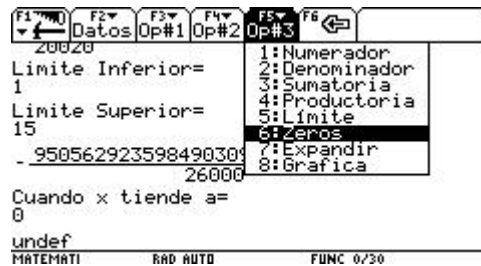 F1 F2 F3 F4 F5 F6
Datos Op#1 Op#2 Op#3
20020
Limite Inferior=
1
Limite Superior=
15
- 95056292359849030
26000
Cuando x tiende a=
0
undef
1:Numerador
2:Denominador
3:Sumatoria
4:Productoria
5:Límite
6:Zeros
7:Expandir
8:Grafica
MATEMATI RAD AUTO FUNC 0/30